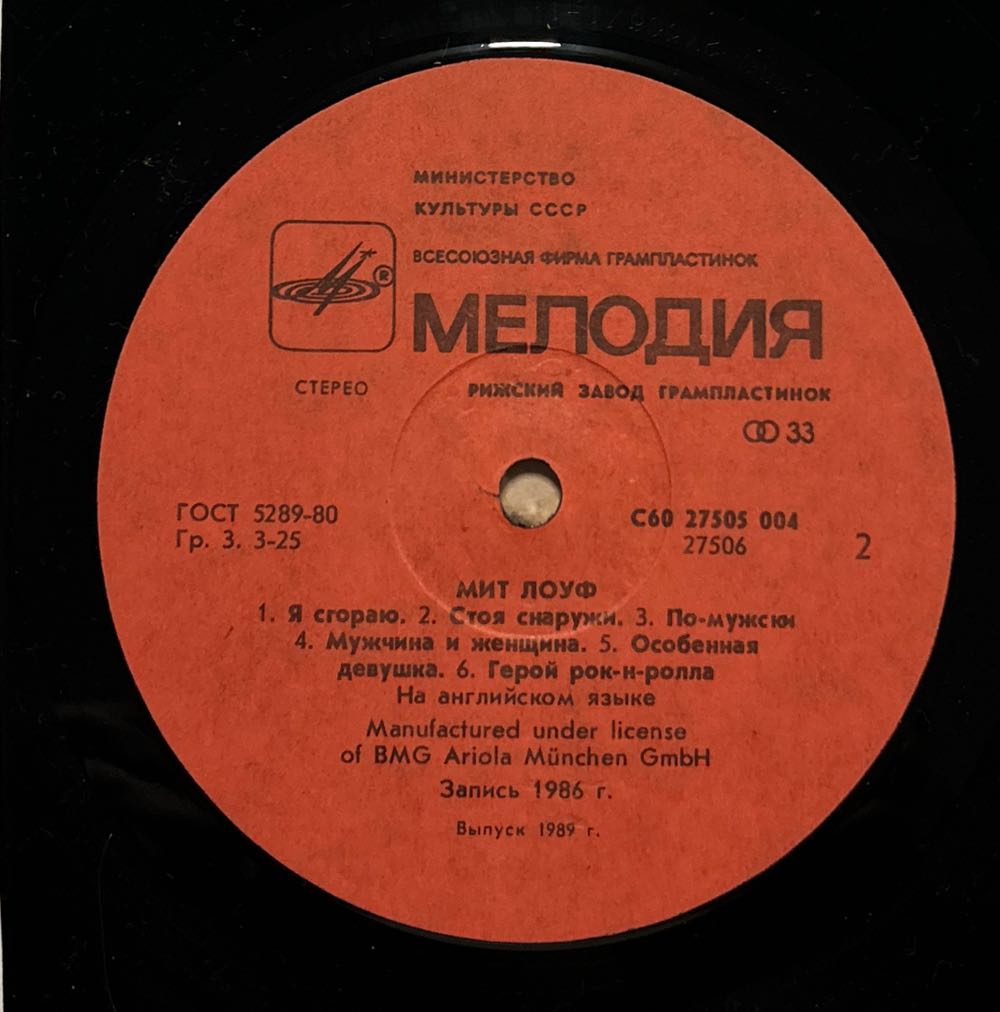 МИНИСТЕРСТВО
КУЛЬТУРЫ СССР
ВСЕСОЮЗНАЯ ФИРМА ГРАМПЛАСТИНОК
®
МЕЛОДИЯ
СТЕРЕО
РИЖСКИЙ ЗАВОД ГРАМПЛАСТИНОК
33
ГОСТ 5289-80
Гр. 3. 3-25
С60 27505 004
27506
2
МИТ ЛОУФ
1. Я сгораю. 2. Стоя снаружи. 3. По-мужски
4. Мужчина и женщина. 5. Особенная
девушка. 6. Герой рок-н-ролла
На английском языке
Manufactured under license
of BMG Ariola München GmbH
Запись 1986 г.
Выпуск 1989 г.